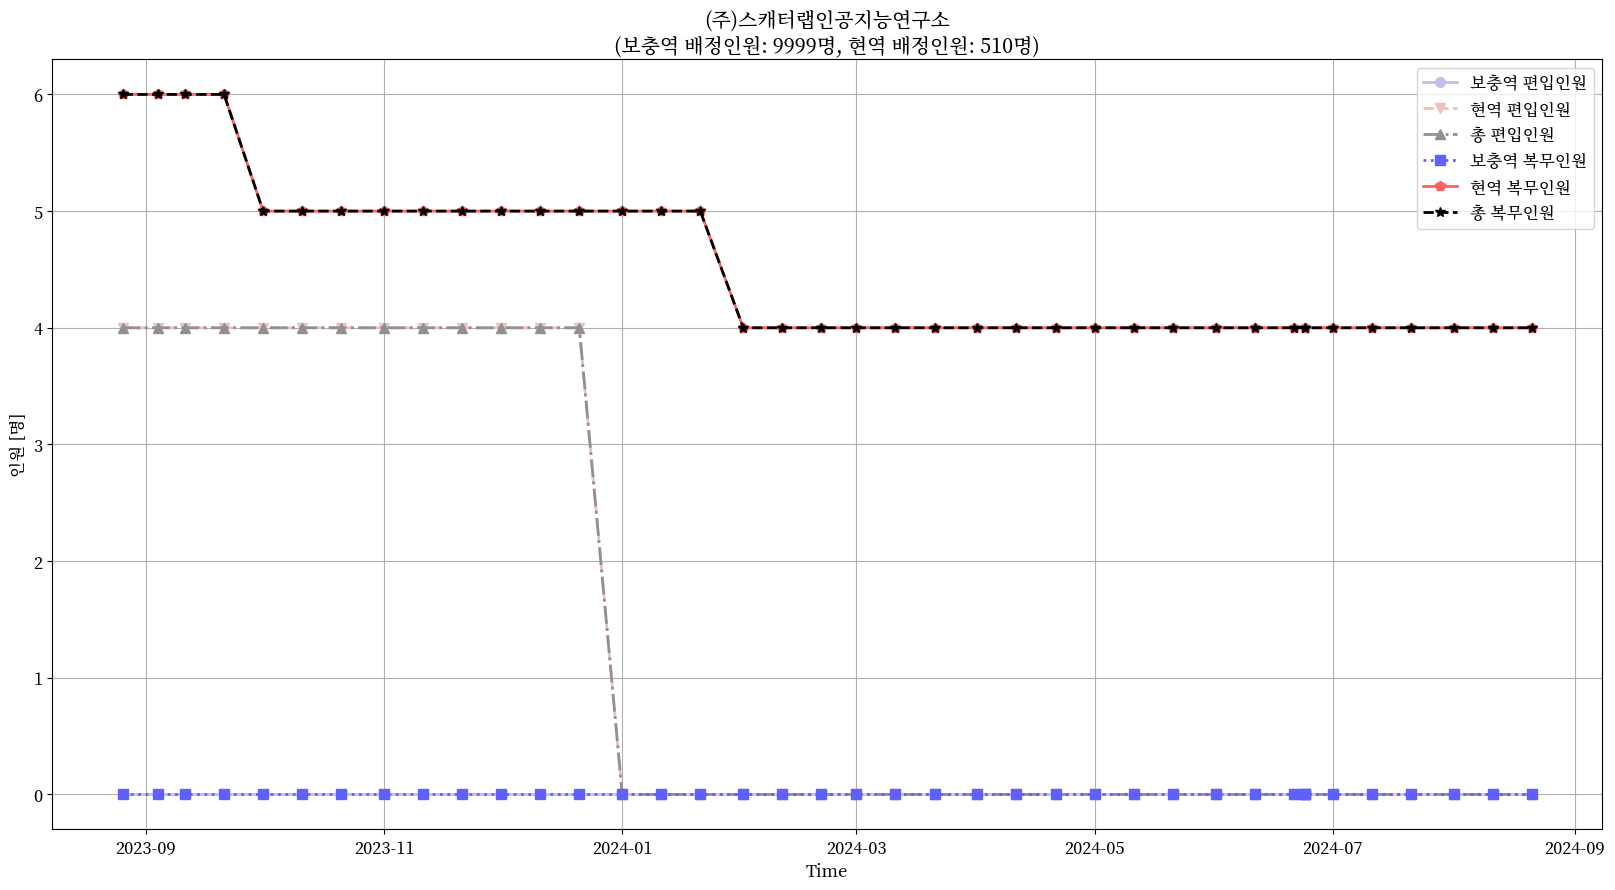 (주)스캐터랩인공지능연구소
(보충역 배정인원: 9999명, 현역 배정인원: 510명)
보충역 편입인원
현역 편입인원
총 편입인원
보충역 복무인원
현역 복무인원
총 복무인원
인원 [명]
6
5
4
3
2
1
0
2023-09
2023-11
2024-01
2024-03
2024-05
2024-07
2024-09
Time